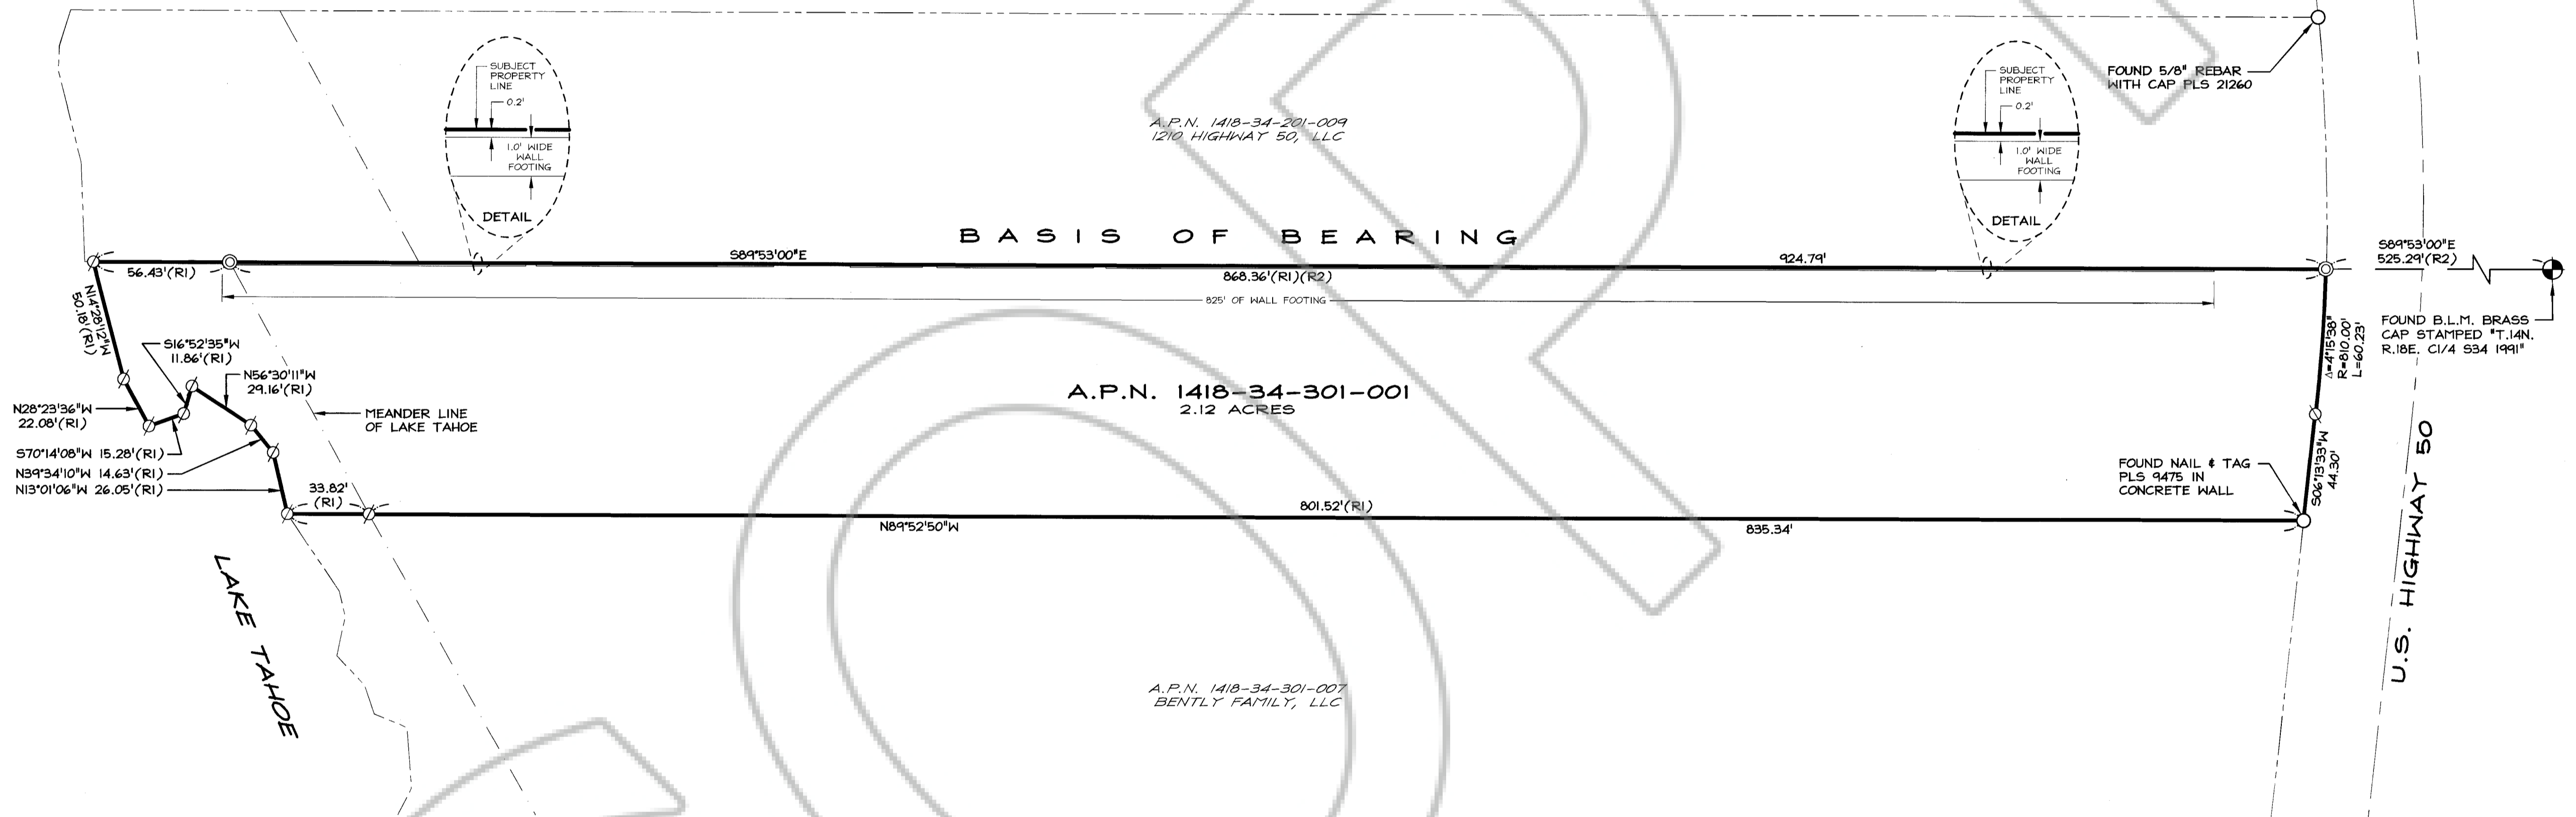 SUBJECT
PROPERTY
LINE
0.2'
1.0' WIDE
WALL
FOOTING
DETAIL
A.P.N. 1418-34-201-009
1210 HIGHWAY 50, LLC
SUBJECT
PROPERTY
LINE
0.2'
1.0' WIDE
WALL
FOOTING
DETAIL
FOUND 5/8" REBAR
WITH CAP PLS 21260
BASIS OF BEARING
S89°53'00"E
56.43'(R1)
868.36'(R1)(R2)
924.79'
825' OF WALL FOOTING
S89°53'00"E
525.29'(R2)
FOUND B.L.M. BRASS
CAP STAMPED "T.14N.
R.18E. C1/4 S34 1991"
N14°28'12"W
50.18'(R1)
S16°52'35"W
11.86'(R1)
N56°30'11"W
29.16'(R1)
N28°23'36"W
22.08'(R1)
S70°14'08"W 15.28'(R1)
N39°34'10"W 14.63'(R1)
N13°01'06"W 26.05'(R1)
33.82'
(R1)
MEANDER LINE
OF LAKE TAHOE
A.P.N. 1418-34-301-001
2.12 ACRES
Δ=4°15'38"
R=810.00'
L=60.23'
S06°13'33"W
44.30'
FOUND NAIL & TAG
PLS 9475 IN
CONCRETE WALL
801.52'(R1)
N89°52'50"W
835.34'
LAKE TAHOE
U.S. HIGHWAY 50
A.P.N. 1418-34-301-007
BENTLY FAMILY, LLC